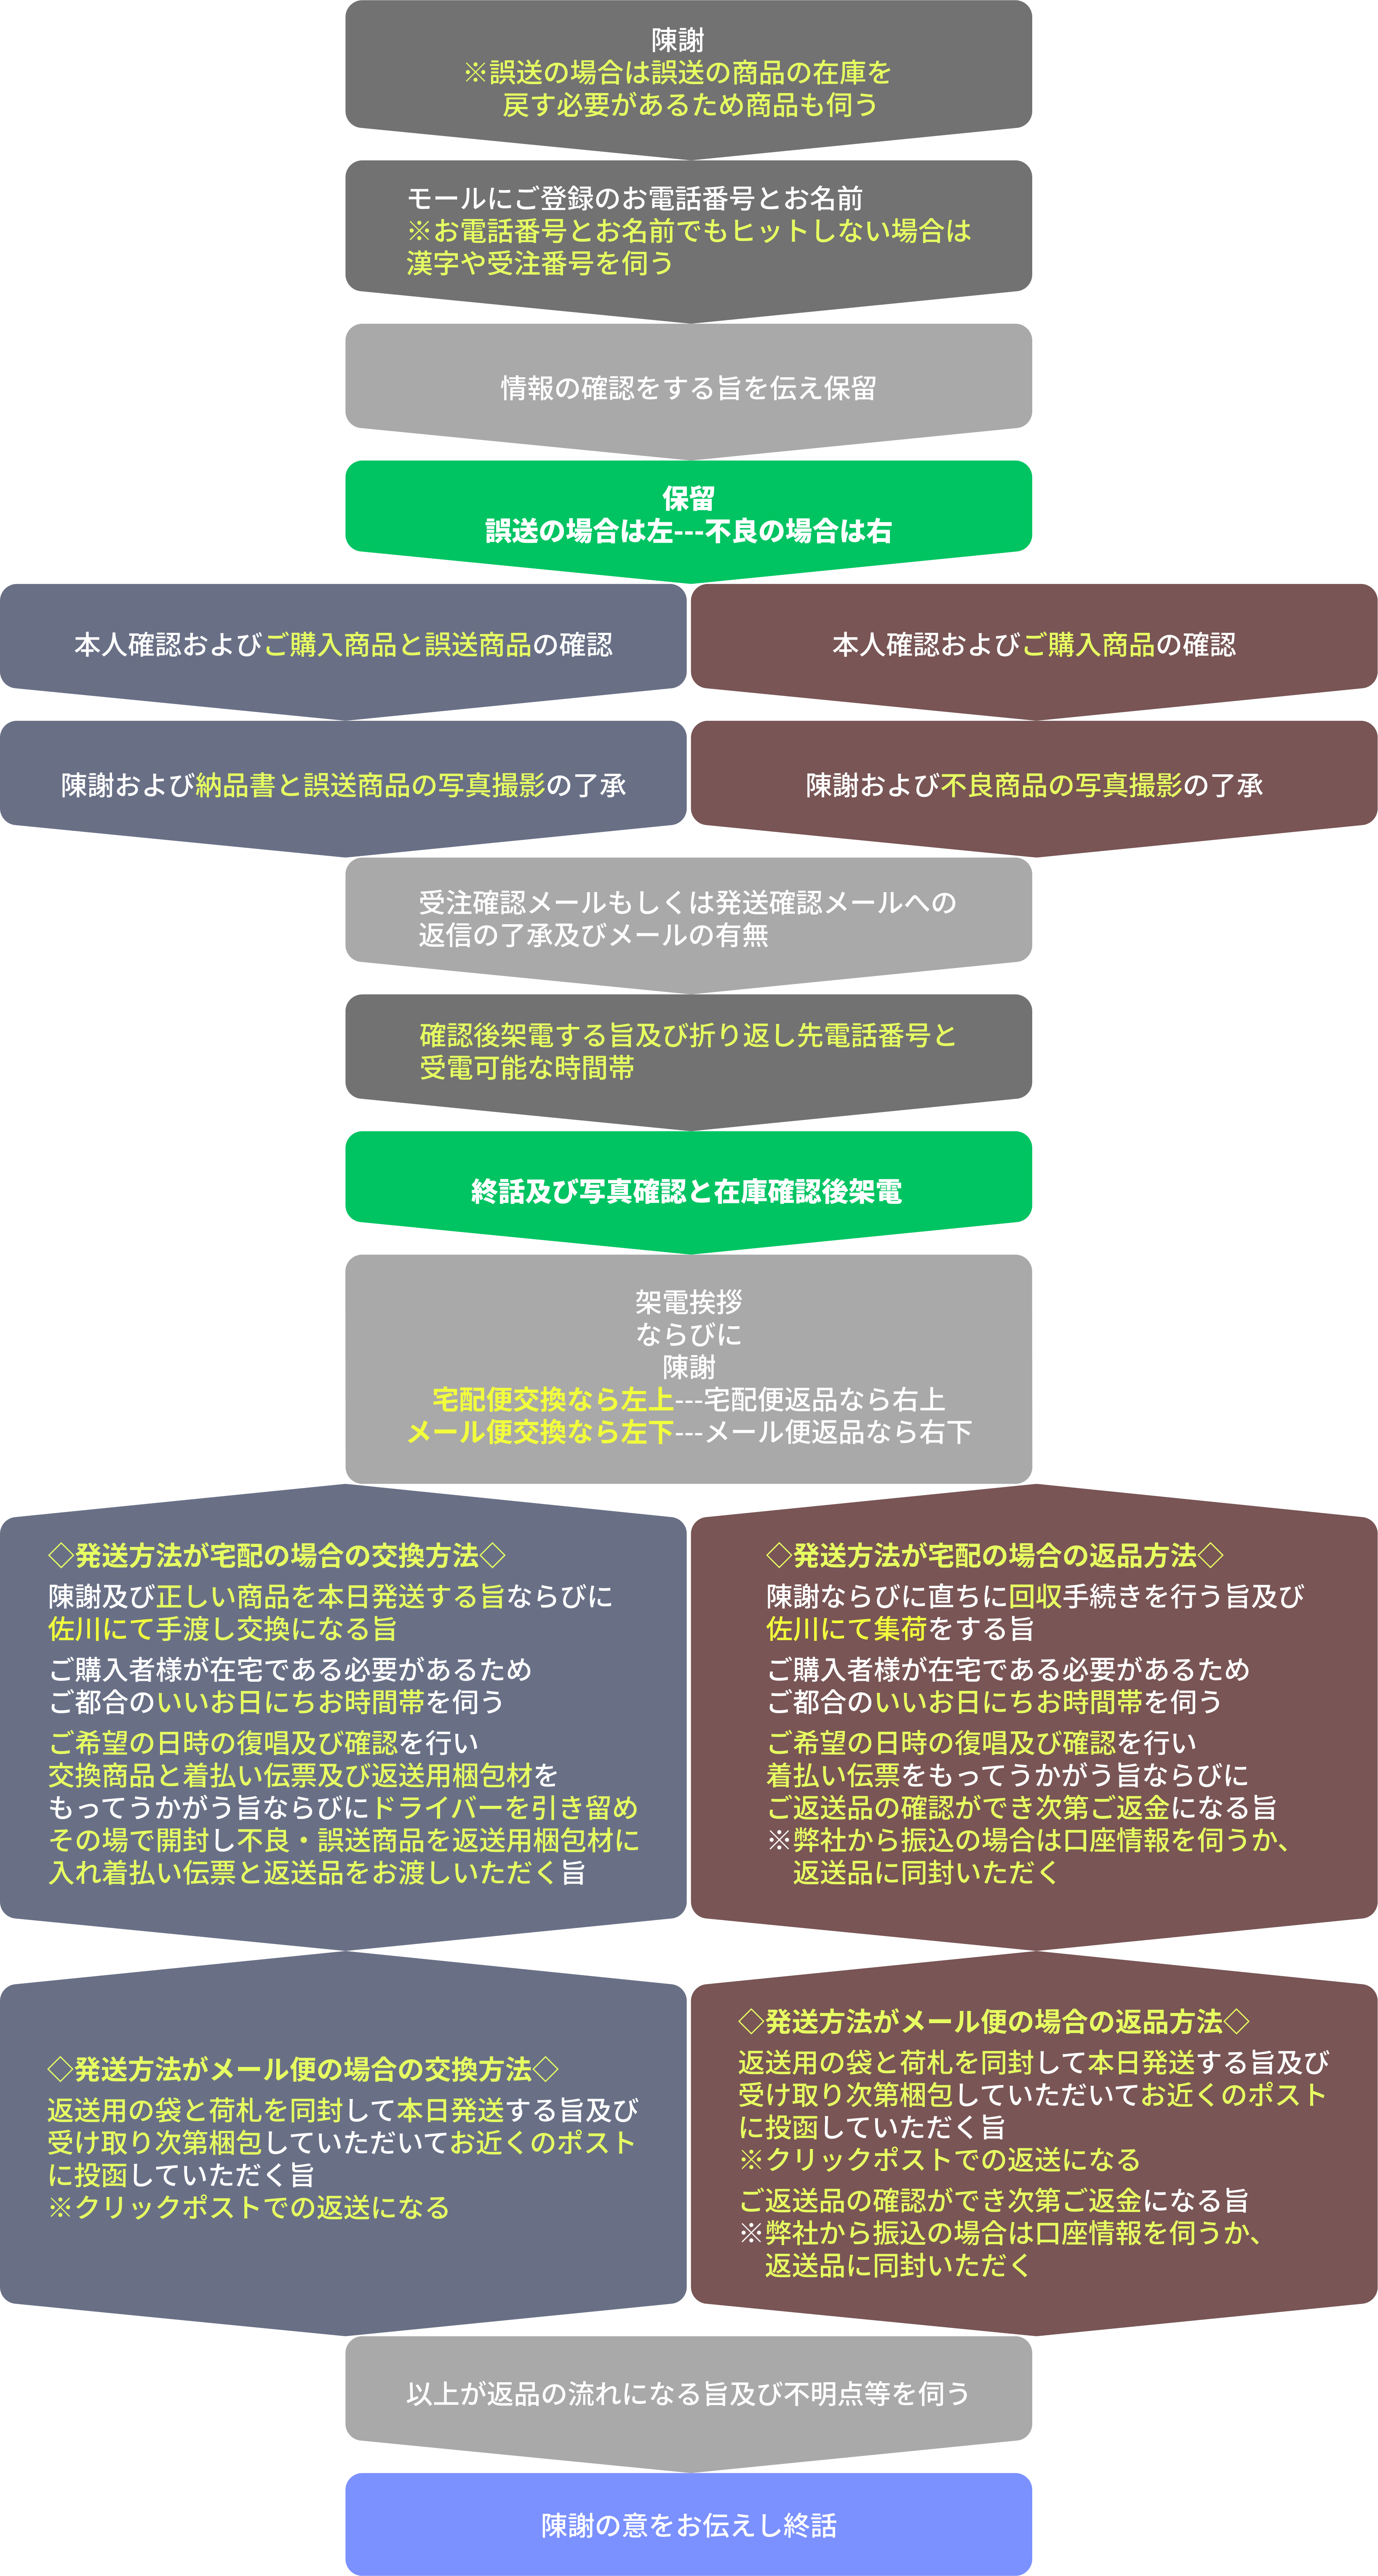 陳謝
※誤送の場合は誤送の商品の在庫を
戻す必要があるため商品も伺う
モールにご登録のお電話番号とお名前
※お電話番号とお名前でもヒットしない場合は
漢字や受注番号を伺う
情報の確認をする旨を伝え保留
保留
誤送の場合は左---不良の場合は右
本人確認およびご購入商品と誤送商品の確認
本人確認およびご購入商品の確認
陳謝および納品書と誤送商品の写真撮影の了承
陳謝および不良商品の写真撮影の了承
受注確認メールもしくは発送確認メールへの
返信の了承及びメールの有無
確認後架電する旨及び折り返し先電話番号と
受電可能な時間帯
終話及び写真確認と在庫確認後架電
架電挨拶
ならびに
陳謝
宅配便交換なら左上---宅配便返品なら右上
メール便交換なら左下---メール便返品なら右下
◇発送方法が宅配の場合の交換方法◇
陳謝及び正しい商品を本日発送する旨ならびに
佐川にて手渡し交換になる旨
ご購入者様が在宅である必要があるため
ご都合のいいお日にちお時間帯を伺う
ご希望の日時の復唱及び確認を行い
交換商品と着払い伝票及び返送用梱包材を
もってうかがう旨ならびにドライバーを引き留め
その場で開封し不良・誤送商品を返送用梱包材に
入れ着払い伝票と返送品をお渡しいただく旨
◇発送方法が宅配の場合の返品方法◇
陳謝ならびに直ちに回収手続きを行う旨及び
佐川にて集荷をする旨
ご購入者様が在宅である必要があるため
ご都合のいいお日にちお時間帯を伺う
ご希望の日時の復唱及び確認を行い
着払い伝票をもってうかがう旨ならびに
ご返送品の確認ができ次第ご返金になる旨
※弊社から振込の場合は口座情報を伺うか、
返送品に同封いただく
◇発送方法がメール便の場合の交換方法◇
返送用の袋と荷札を同封して本日発送する旨及び
受け取り次第梱包していただいてお近くのポスト
に投函していただく旨
※クリックポストでの返送になる
◇発送方法がメール便の場合の返品方法◇
返送用の袋と荷札を同封して本日発送する旨及び
受け取り次第梱包していただいてお近くのポスト
に投函していただく旨
※クリックポストでの返送になる
ご返送品の確認ができ次第ご返金になる旨
※弊社から振込の場合は口座情報を伺うか、
返送品に同封いただく
以上が返品の流れになる旨及び不明点等を伺う
陳謝の意をお伝えし終話